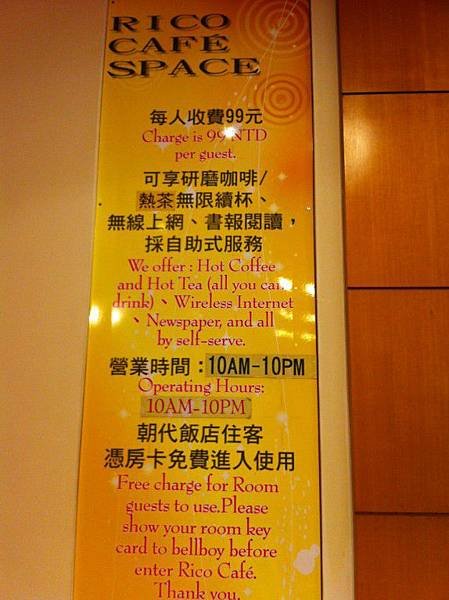 RICO
CAFÉ
SPACE
每人收費99元
Charge is 99 NTD
per guest.
可享研磨咖啡/
熱茶無限續杯、
無線上網、書報閱讀，
採自助式服務
We offer : Hot Coffee
and Hot Tea (all you can
drink)、Wireless Internet
、Newspaper, and all
by self-serve.
營業時間：10AM-10PM
Operating Hours:
10AM-10PM
朝代飯店住客
憑房卡免費進入使用
Free charge for Room
guests to use.Please
show your room key
card to bellboy before
enter Rico Café.
Thank you.